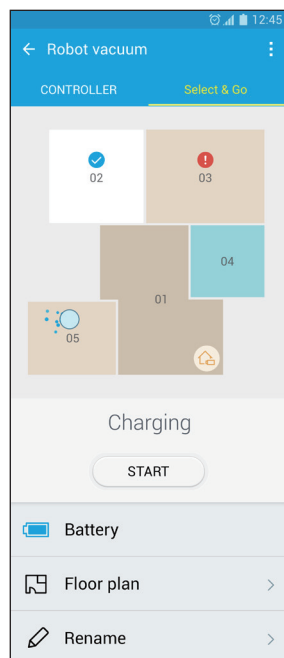 12:45
Robot vacuum
CONTROLLER Select & Go
02 03
04
01
05
Charging
START
Battery
Floor plan
Rename